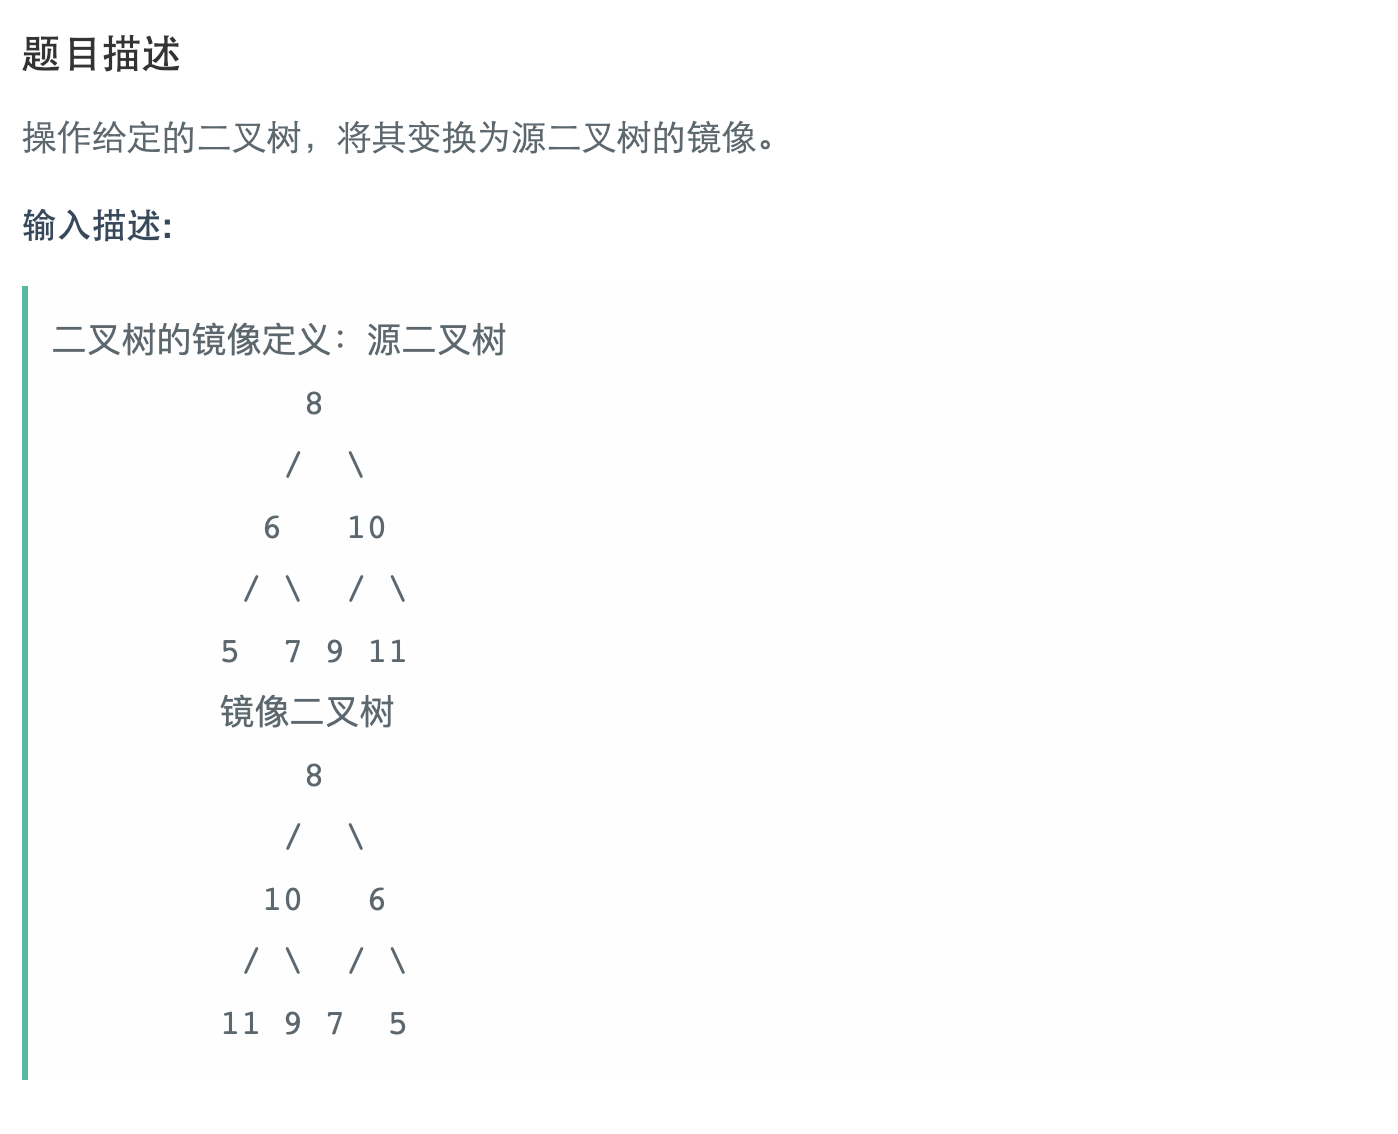 题目描述
操作给定的二叉树，将其变换为源二叉树的镜像。
输入描述:
二叉树的镜像定义：源二叉树
8
/ \
6 10
/ \ / \
5 7 9 11
镜像二叉树
8
/ \
10 6
/ \ / \
11 9 7 5